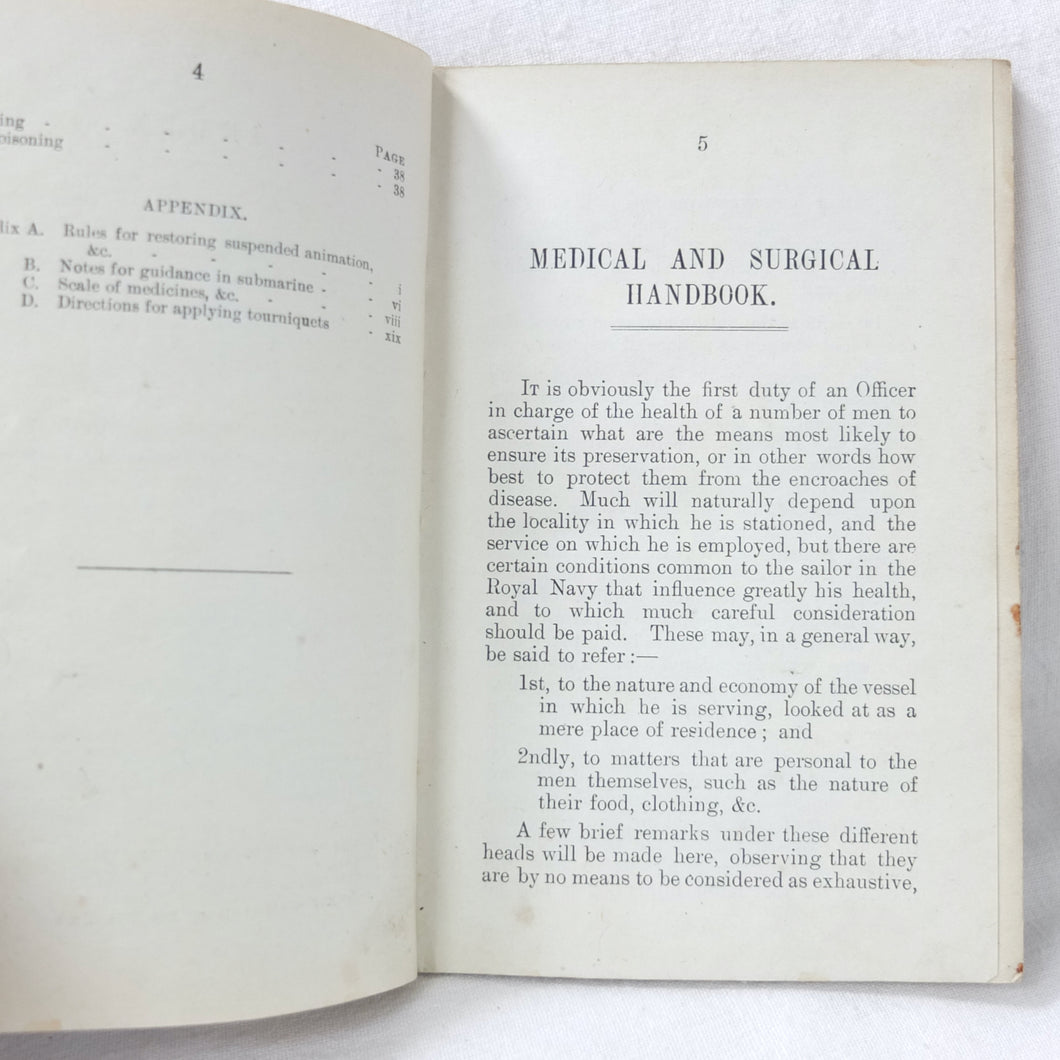 4
ing - - - - - -
oisoning - - - - - -
PAGE
- 38
- 38
APPENDIX.
A. Rules for restoring suspended animation,
&c. - - - - - i
B. Notes for guidance in submarine - - vi
C. Scale of medicines, &c. - - - viii
D. Directions for applying tourniquets - xix
5
MEDICAL AND SURGICAL
HANDBOOK.
IT is obviously the first duty of an Officer
in charge of the health of a number of men to
ascertain what are the means most likely to
ensure its preservation, or in other words how
best to protect them from the encroaches of
disease. Much will naturally depend upon
the locality in which he is stationed, and the
service on which he is employed, but there are
certain conditions common to the sailor in the
Royal Navy that influence greatly his health,
and to which much careful consideration
should be paid. These may, in a general way,
be said to refer :—
1st, to the nature and economy of the vessel
in which he is serving, looked at as a
mere place of residence ; and
2ndly, to matters that are personal to the
men themselves, such as the nature of
their food, clothing, &c.
A few brief remarks under these different
heads will be made here, observing that they
are by no means to be considered as exhaustive,